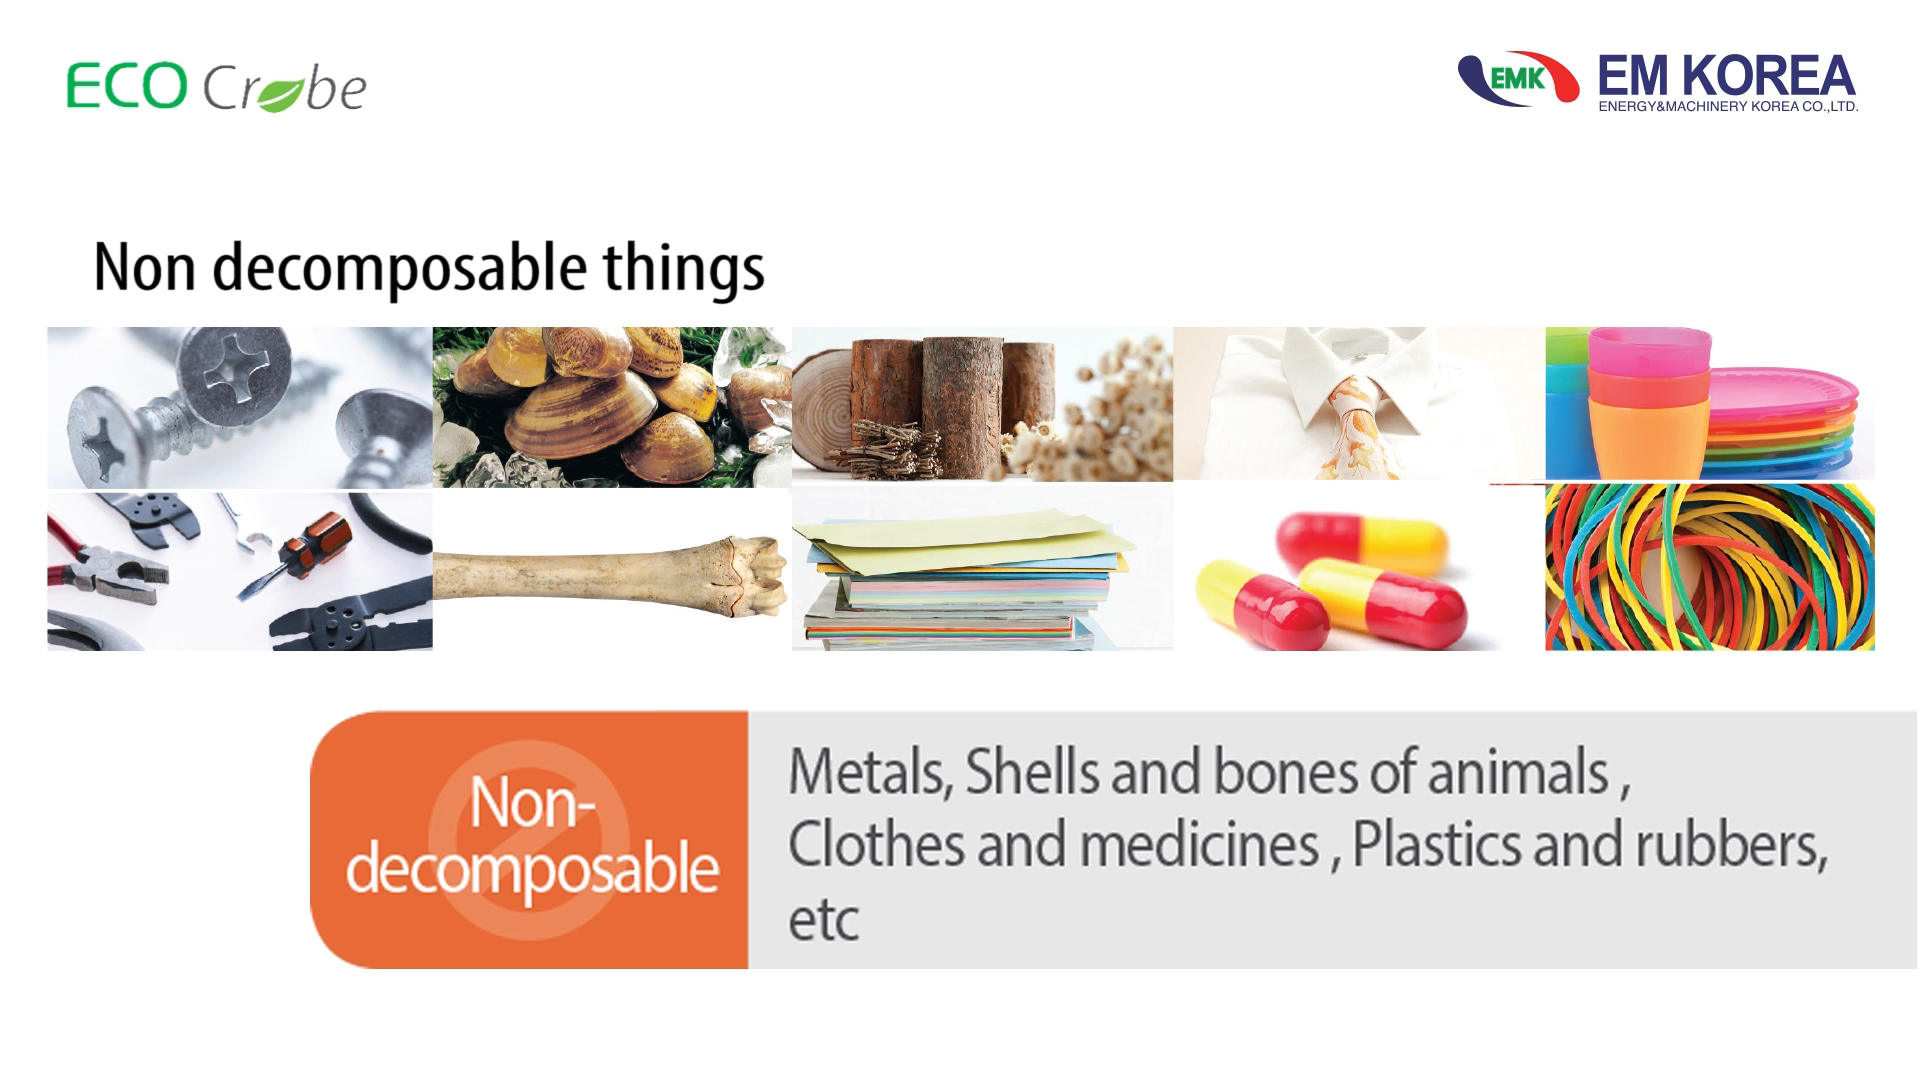 ECO Crobe
EMK
EM KOREA
ENERGY&MACHINERY KOREA CO.,LTD.
Non decomposable things
Non-
decomposable
Metals, Shells and bones of animals ,
Clothes and medicines , Plastics and rubbers,
etc